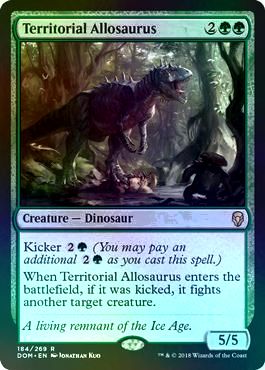 Territorial Allosaurus 2
Creature — Dinosaur
Kicker 2 (You may pay an
additional 2 as you cast this spell.)
When Territorial Allosaurus enters the
battlefield, if it was kicked, it fights
another target creature.
A living remnant of the Ice Age.
5/5
184/269 R
DOM • EN Jonathan Kuo
™ & © 2018 Wizards of the Coast